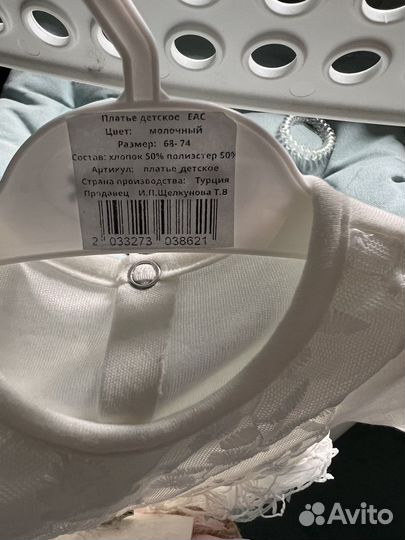 Платье детское EAC
Цвет: молочный
Размер: 68-74
Состав: хлопок 50% полиэстер 50%
Артикул: платье детское
Страна производства: Турция
Продавец И.П.Щелкунова Т.В
2 033273 038621
Avito